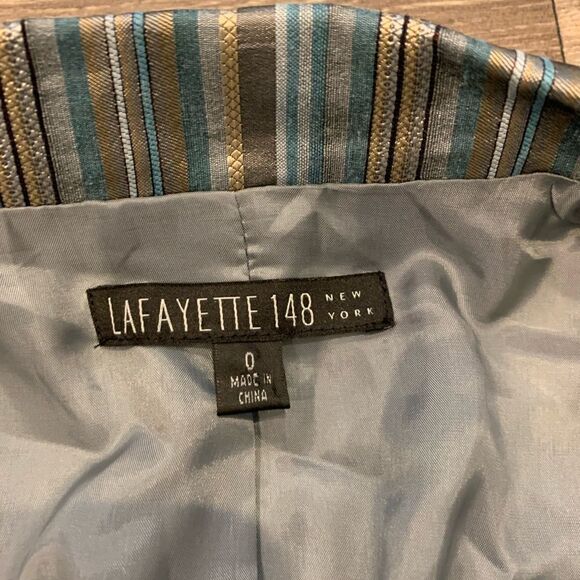 LAFAYETTE 148 NEW YORK
0
MADE IN
CHINA